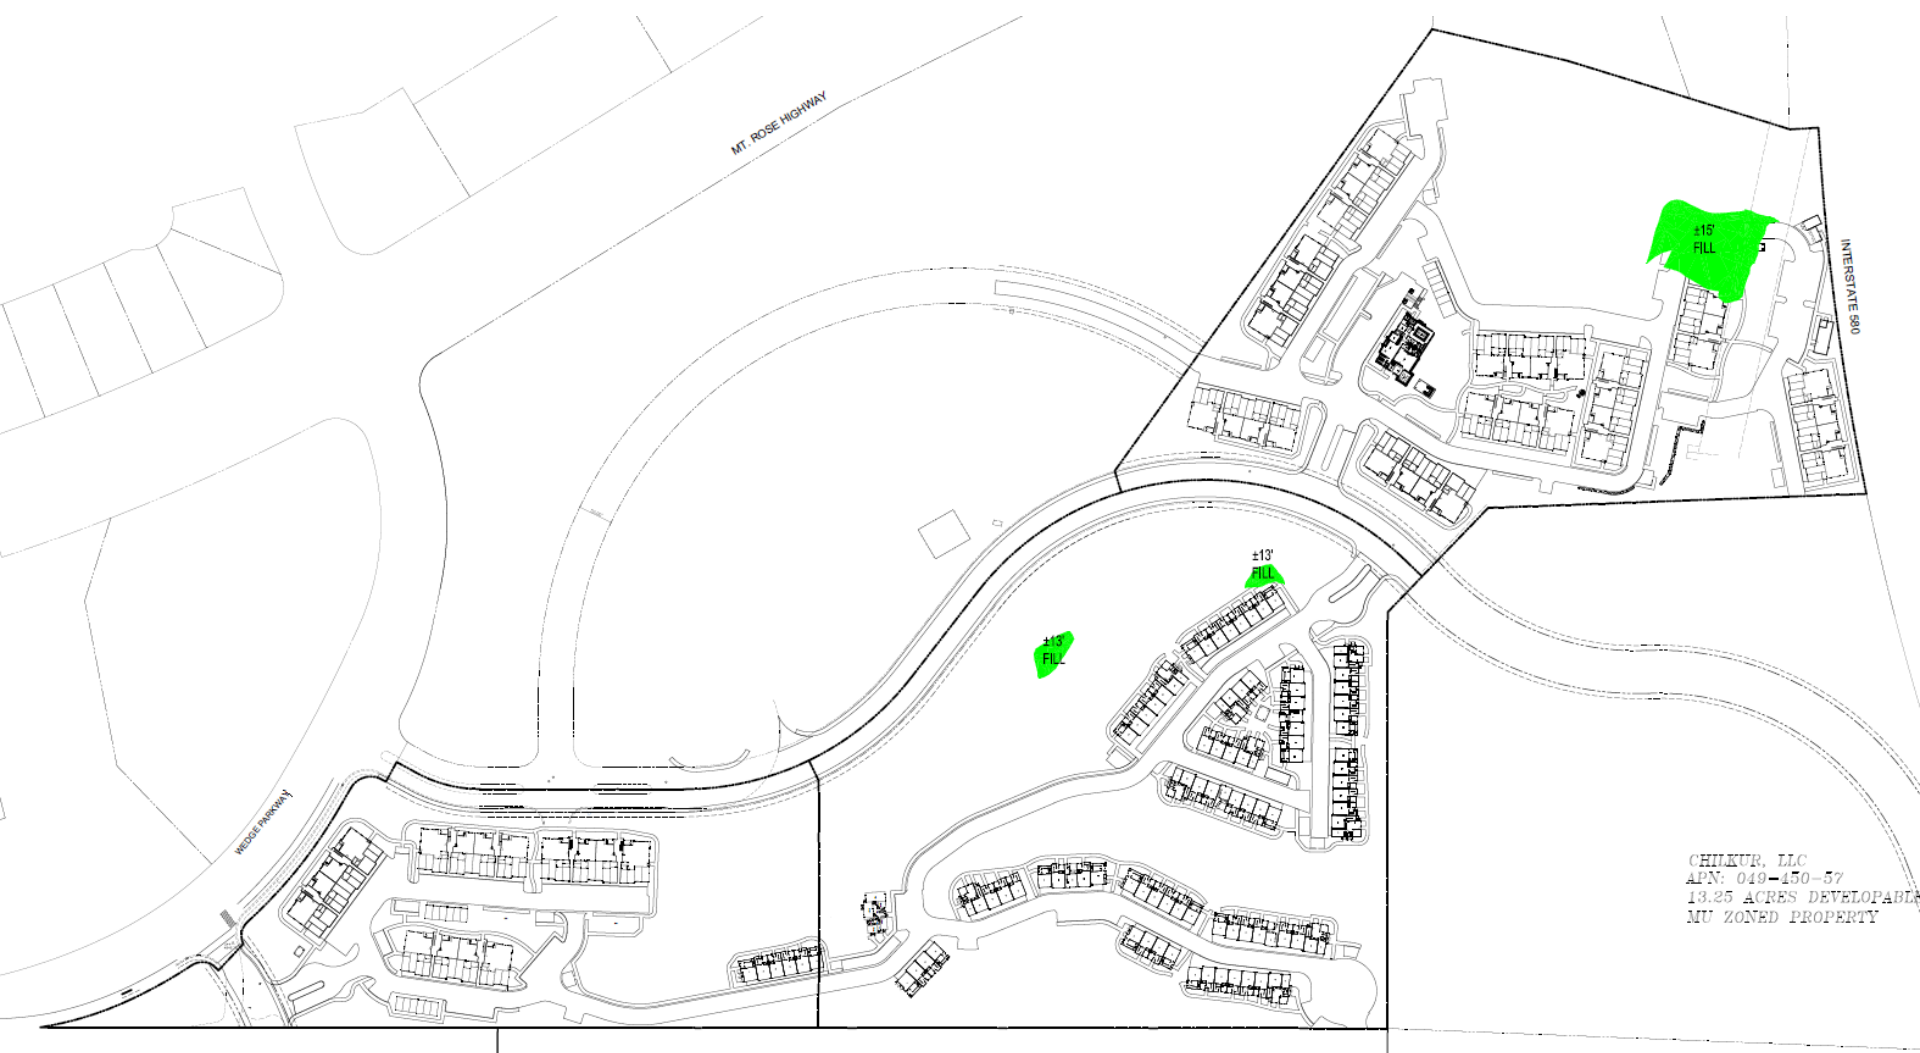 MT. ROSE HIGHWAY
±15'
FILL
INTERSTATE 580
±13'
FILL
±13'
FILL
WEDGE PARKWAY
CHILKUR, LLC
APN: 049-450-57
13.25 ACRES DEVELOPABLE
MU ZONED PROPERTY